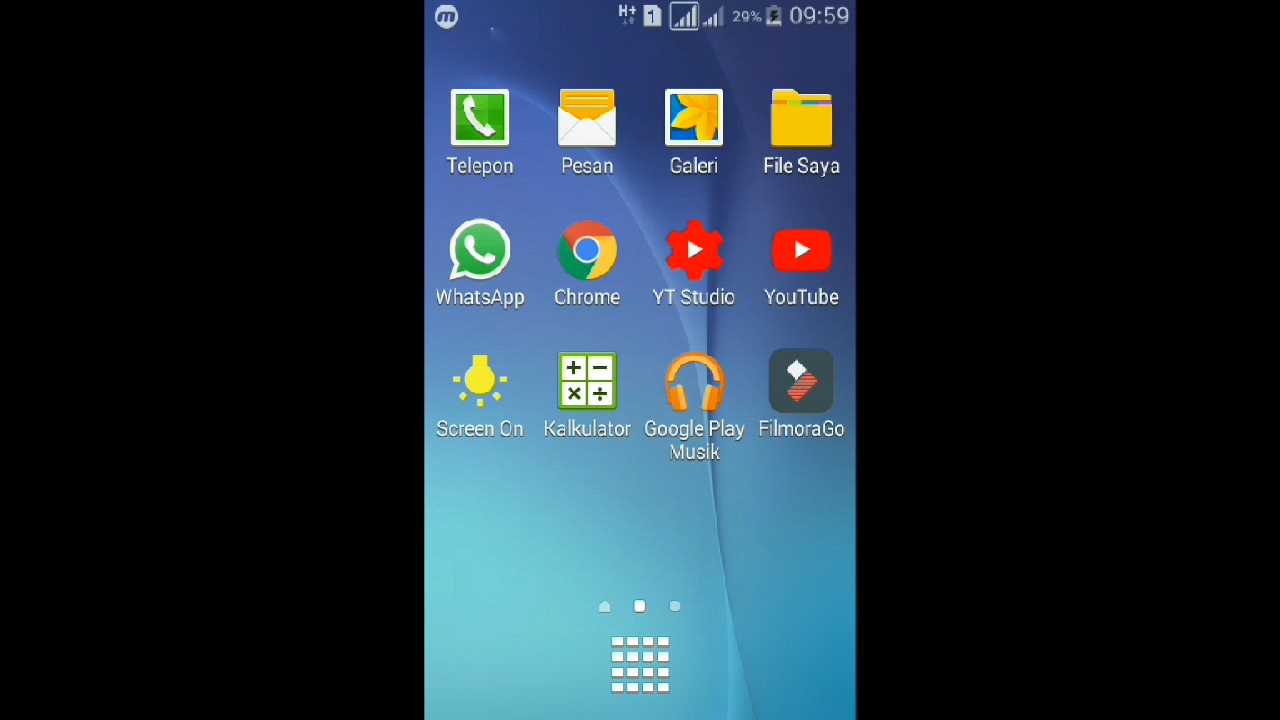 H+ 1 29% 09:59
Telepon Pesan Galeri File Saya
WhatsApp Chrome YT Studio YouTube
Screen On Kalkulator Google Play Musik FilmoraGo